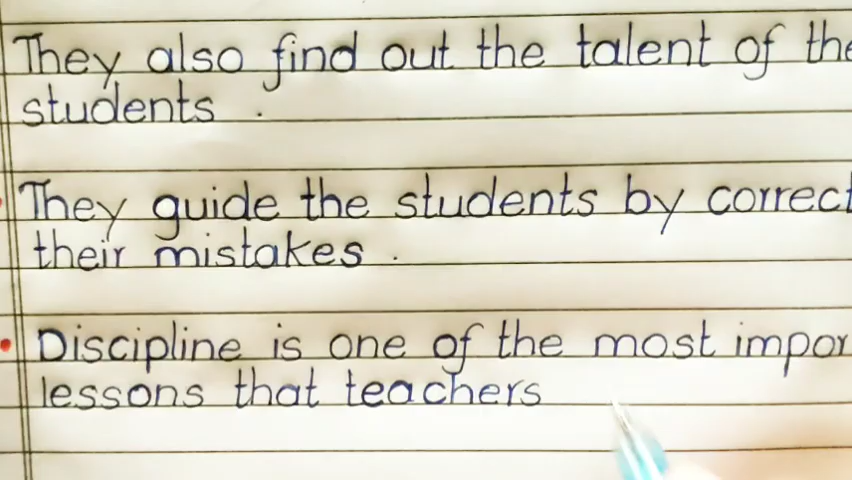 They also find out the talent of the
students .
They guide the students by correct
their mistakes .
• Discipline is one of the most impor
lessons that teachers